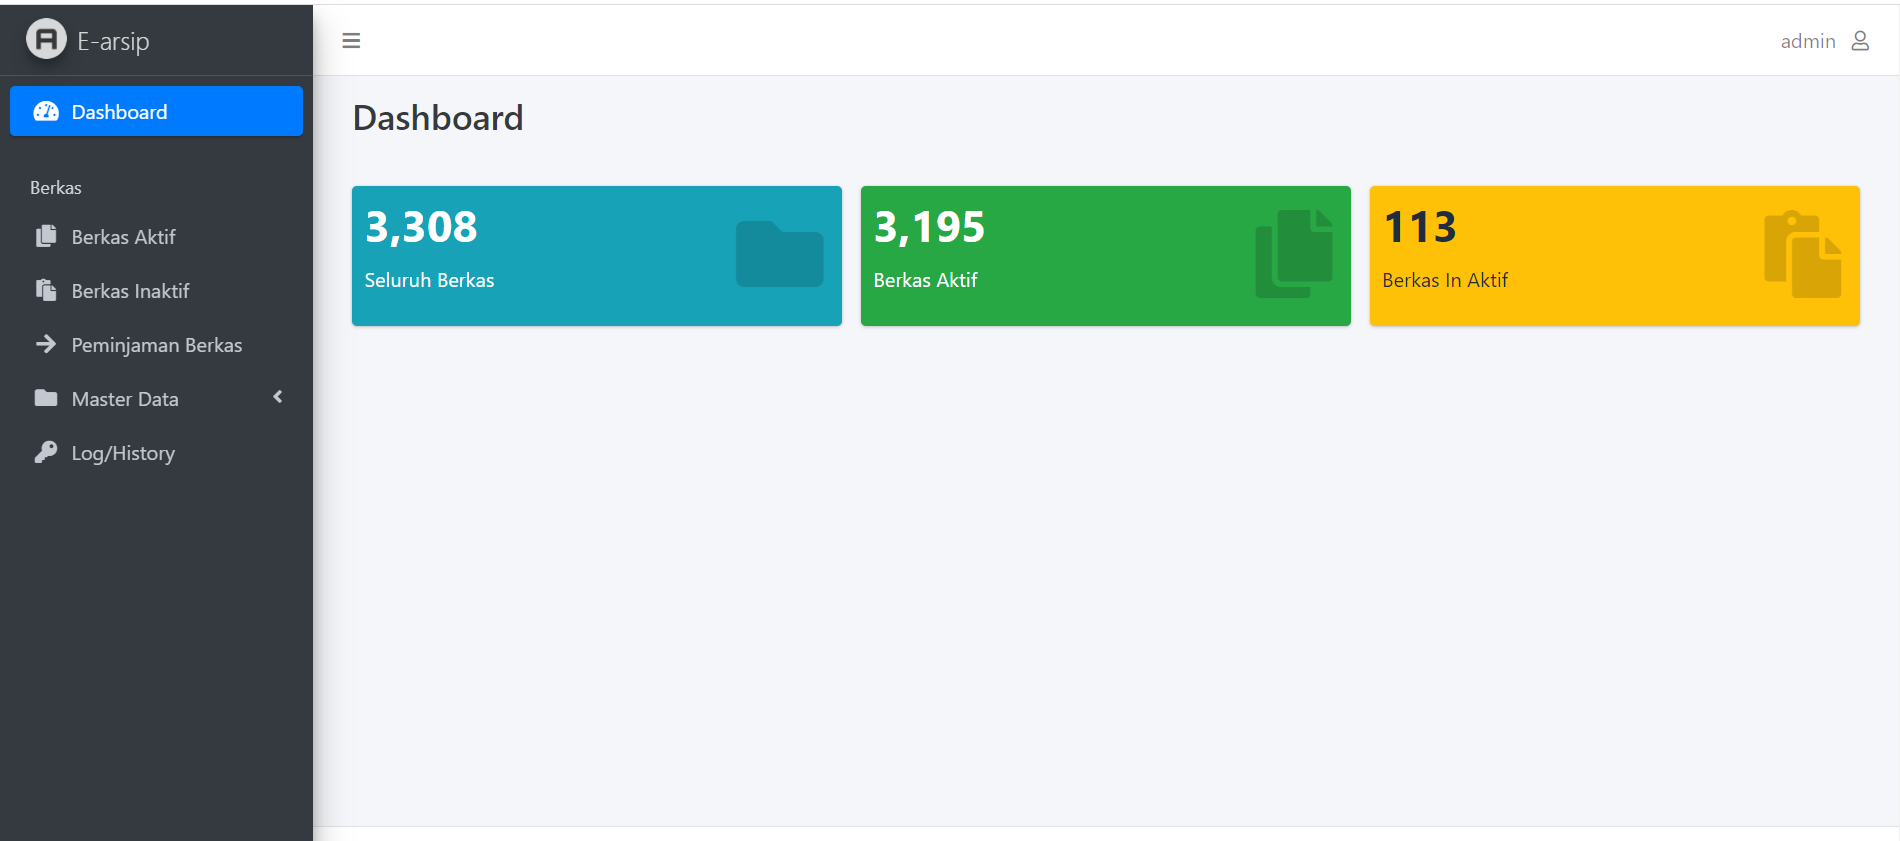 E-arsip
admin
Dashboard
Berkas
Berkas Aktif
Berkas Inaktif
Peminjaman Berkas
Master Data
Log/History
Dashboard
3,308
Seluruh Berkas
3,195
Berkas Aktif
113
Berkas In Aktif